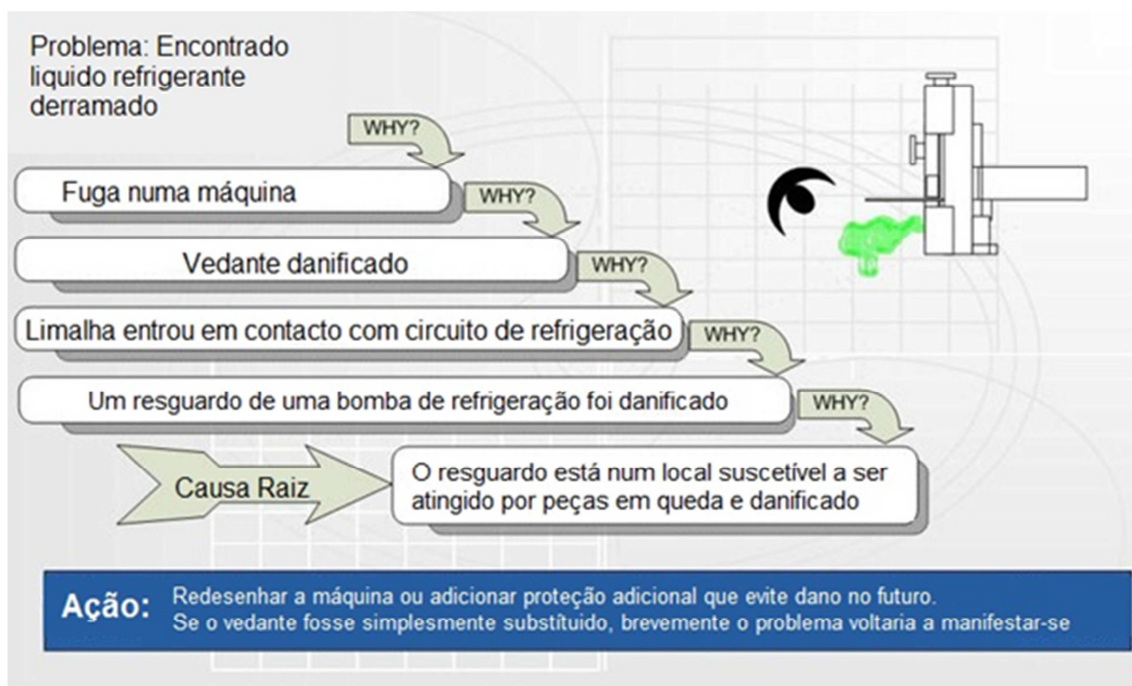 Problema: Encontrado
liquido refrigerante
derramado
WHY?
Fuga numa máquina
WHY?
Vedante danificado
WHY?
Limalha entrou em contacto com circuito de refrigeração
WHY?
Um resguardo de uma bomba de refrigeração foi danificado
WHY?
Causa Raiz
O resguardo está num local suscetível a ser
atingido por peças em queda e danificado
Ação:
Redesenhar a máquina ou adicionar proteção adicional que evite dano no futuro.
Se o vedante fosse simplesmente substítuido, brevemente o problema voltaria a manifestar-se